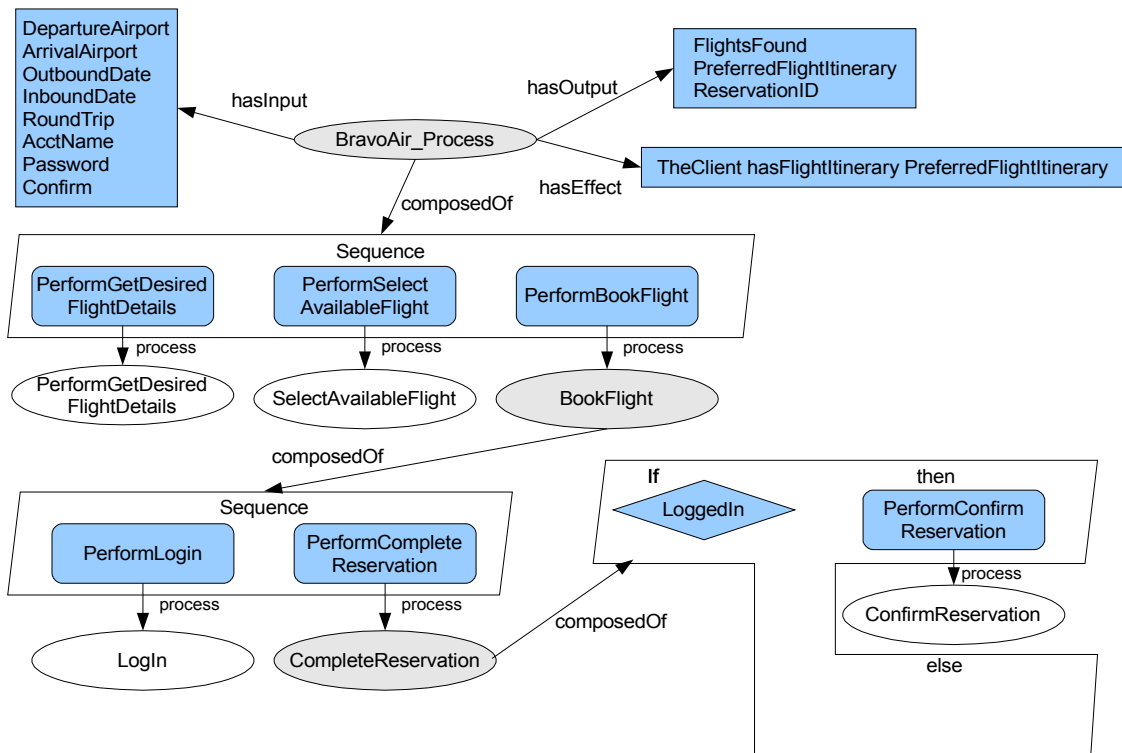 DepartureAirport
ArrivalAirport
OutboundDate
InboundDate
RoundTrip
AcctName
Password
Confirm
hasInput
BravoAir_Process
hasOutput
FlightsFound
PreferredFlightItinerary
ReservationID
hasEffect
TheClient hasFlightItinerary PreferredFlightItinerary
composedOf
Sequence
PerformGetDesired
FlightDetails
PerformSelect
AvailableFlight
PerformBookFlight
process
process
process
PerformGetDesired
FlightDetails
SelectAvailableFlight
BookFlight
composedOf
Sequence
PerformLogin
PerformComplete
Reservation
process
process
LogIn
CompleteReservation
composedOf
If
then
LoggedIn
PerformConfirm
Reservation
process
ConfirmReservation
else